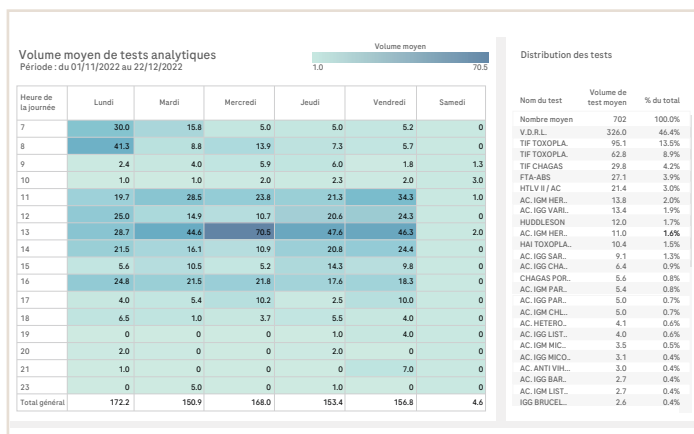 Volume moyen de tests analytiques
Période : du 01/11/2022 au 22/12/2022
Volume moyen
1.0 70.5
Heure de la journée Lundi Mardi Mercredi Jeudi Vendredi Samedi
7 30.0 15.8 5.0 5.0 5.2 0
8 41.3 8.8 13.9 7.3 5.7 0
9 2.4 4.0 5.9 6.0 1.8 1.3
10 1.0 1.0 2.0 2.3 2.0 3.0
11 19.7 28.5 23.8 21.3 34.3 1.0
12 25.0 14.9 10.7 20.6 24.3 0
13 28.7 44.6 70.5 47.6 46.3 2.0
14 21.5 16.1 10.9 20.8 24.4 0
15 5.6 10.5 5.2 14.3 9.8 0
16 24.8 21.5 21.8 17.6 18.3 0
17 4.0 5.4 10.2 2.5 10.0 0
18 6.5 1.0 3.7 5.5 4.0 0
19 0 0 0 1.0 4.0 0
20 2.0 0 0 2.0 0 0
21 1.0 0 0 0 7.0 0
23 0 5.0 0 1.0 0 0
Total général 172.2 150.9 168.0 153.4 156.8 4.6
Distribution des tests
Nom du test Volume de test moyen % du total
Nombre moyen 702 100.0%
V.D.R.L. 326.0 46.4%
TIF TOXOPLA. 95.1 13.5%
TIF TOXOPLA. 62.8 8.9%
TIF CHAGAS 29.8 4.2%
FTA-ABS 27.1 3.9%
HTLV II / AC 21.4 3.0%
AC. IGM HER.. 13.8 2.0%
AC. IGG VARI.. 13.4 1.9%
HUDDLESON 12.0 1.7%
AC. IGM HER.. 11.0 1.6%
HAI TOXOPLA.. 10.4 1.5%
AC. IGG SAR.. 9.1 1.3%
AC. IGG CHA.. 6.4 0.9%
CHAGAS POR.. 5.6 0.8%
AC. IGM PAR.. 5.4 0.8%
AC. IGG PAR.. 5.0 0.7%
AC. IGM CHL.. 5.0 0.7%
AC. HETERO.. 4.1 0.6%
AC. IGG LIST.. 4.0 0.6%
AC. IGM MIC.. 3.5 0.5%
AC. IGG MICO.. 3.1 0.4%
AC. ANTI VIH... 3.0 0.4%
AC. IGG BAR.. 2.7 0.4%
AC. IGM LIST.. 2.7 0.4%
IGG BRUCEL.. 2.6 0.4%